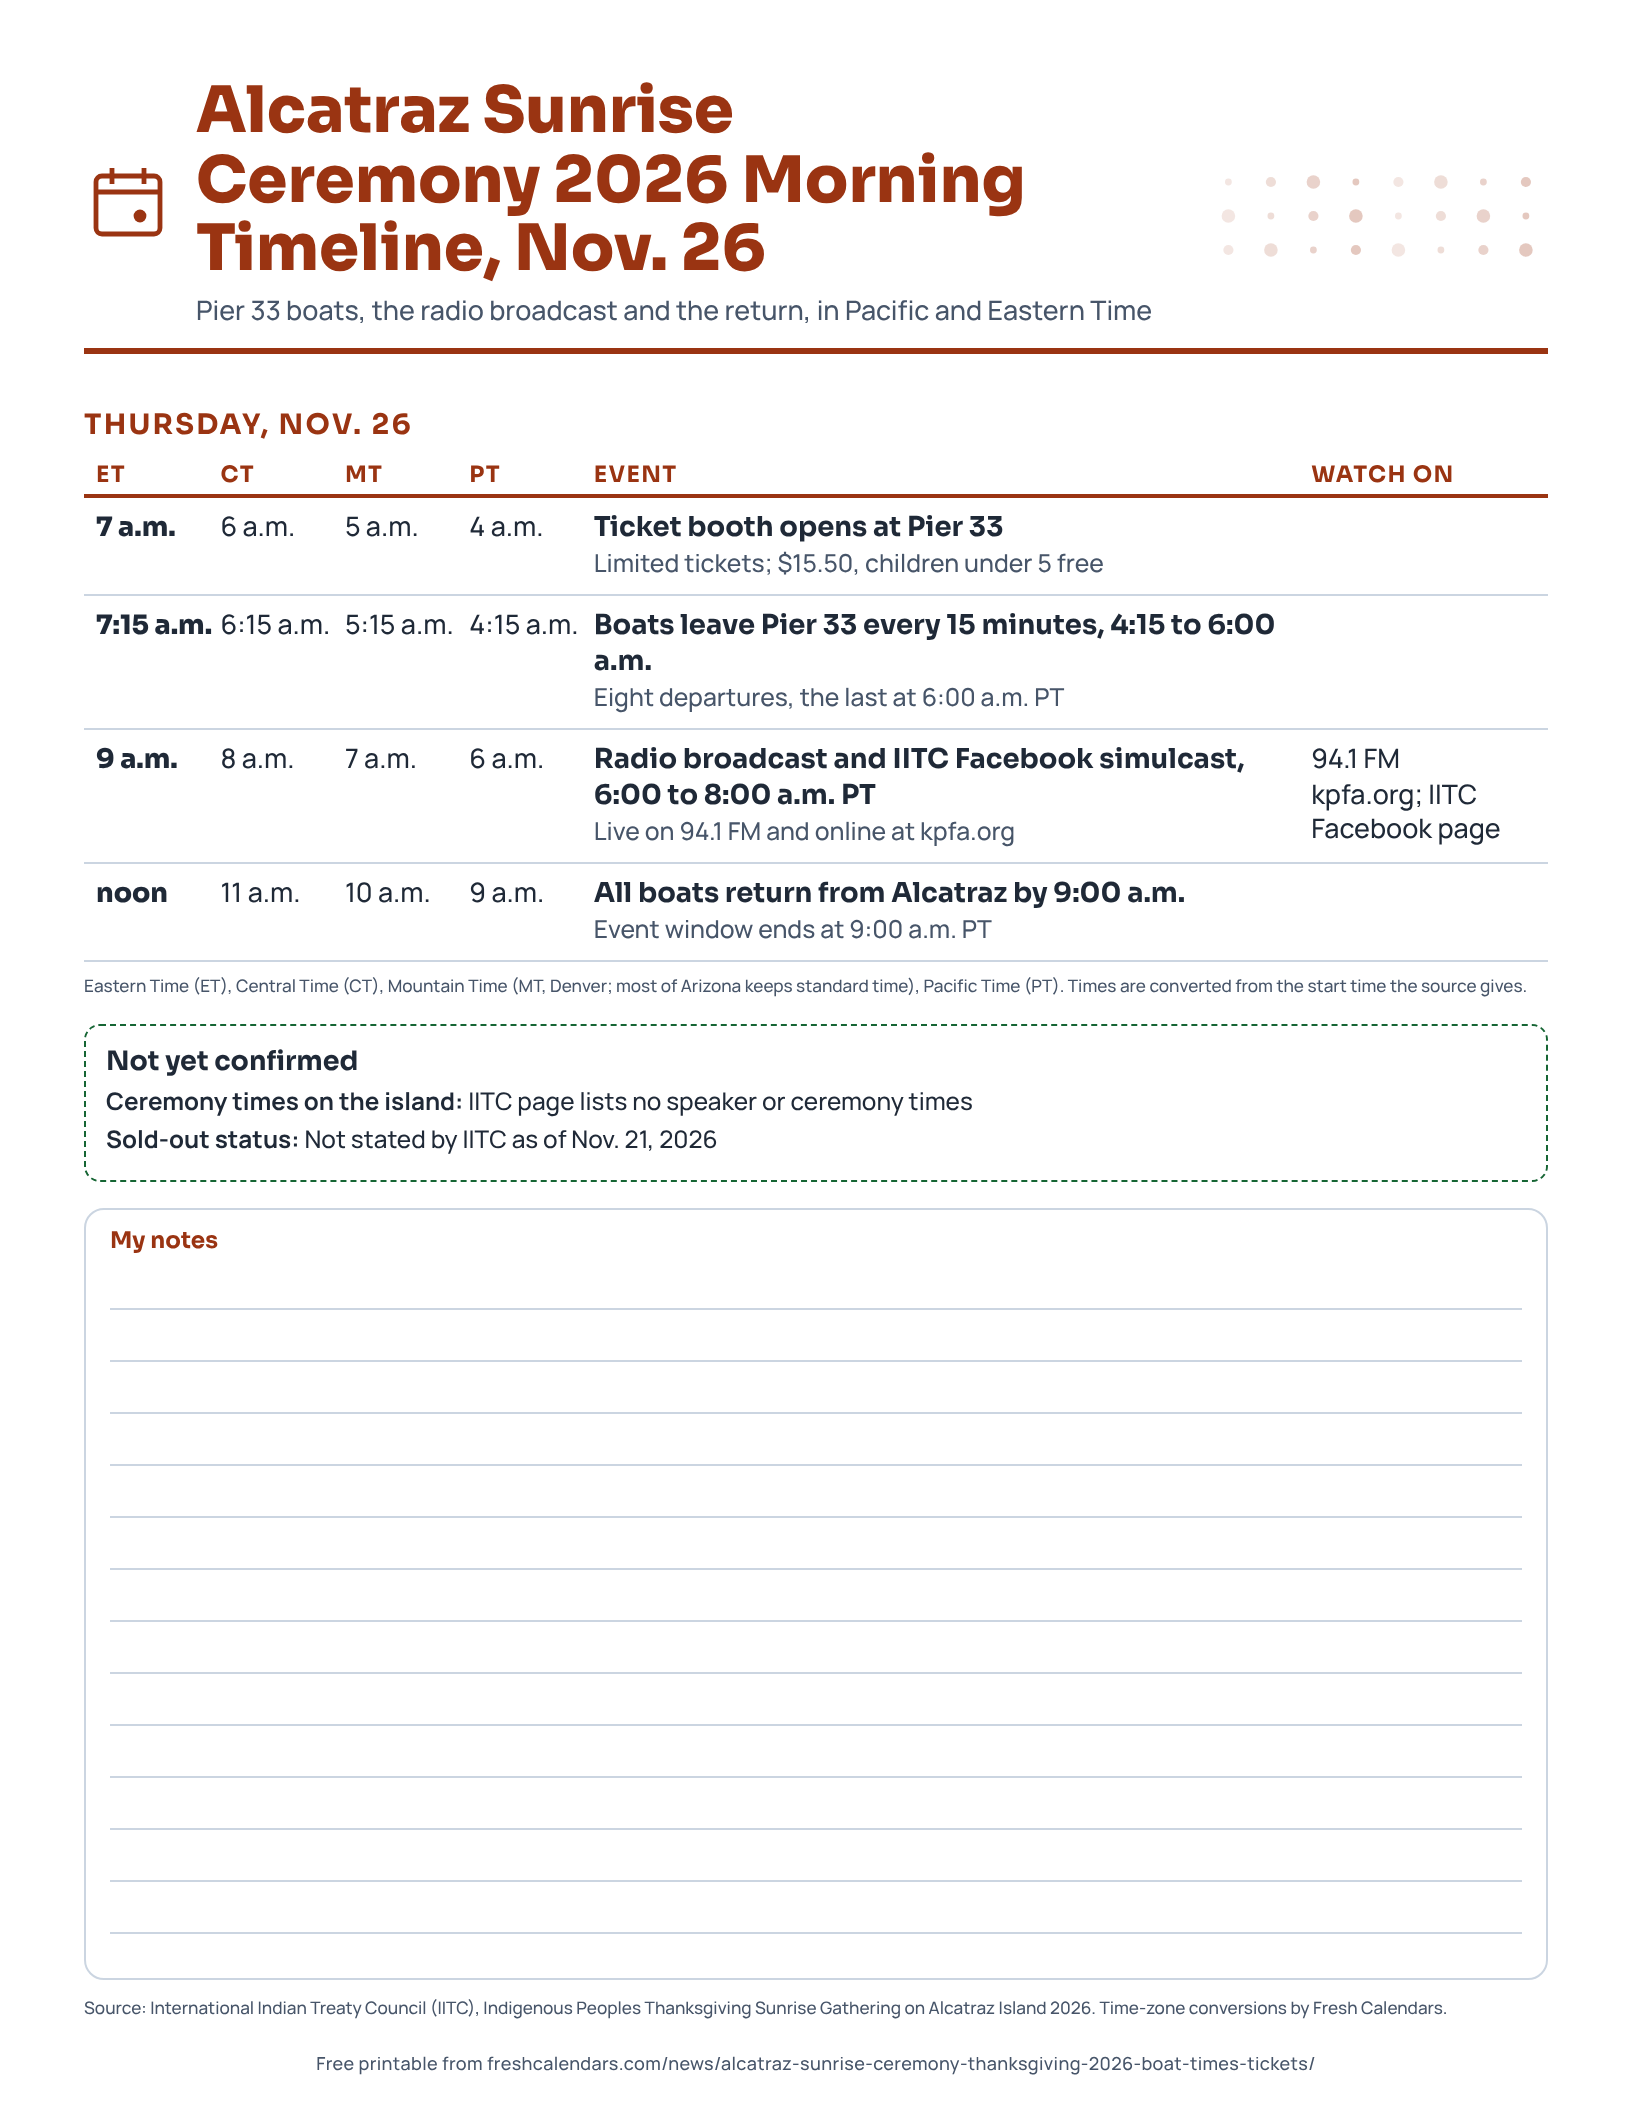 Alcatraz Sunrise
Ceremony 2026 Morning
Timeline, Nov. 26
Pier 33 boats, the radio broadcast and the return, in Pacific and Eastern Time
THURSDAY, NOV. 26
ET CT MT PT EVENT WATCH ON
7 a.m. 6 a.m. 5 a.m. 4 a.m. Ticket booth opens at Pier 33
Limited tickets; $15.50, children under 5 free
7:15 a.m. 6:15 a.m. 5:15 a.m. 4:15 a.m. Boats leave Pier 33 every 15 minutes, 4:15 to 6:00
a.m.
Eight departures, the last at 6:00 a.m. PT
9 a.m. 8 a.m. 7 a.m. 6 a.m. Radio broadcast and IITC Facebook simulcast, 94.1 FM
6:00 to 8:00 a.m. PT kpfa.org; IITC
Live on 94.1 FM and online at kpfa.org Facebook page
noon 11 a.m. 10 a.m. 9 a.m. All boats return from Alcatraz by 9:00 a.m.
Event window ends at 9:00 a.m. PT
Eastern Time (ET), Central Time (CT), Mountain Time (MT, Denver; most of Arizona keeps standard time), Pacific Time (PT). Times are converted from the start time the source gives.
Not yet confirmed
Ceremony times on the island: IITC page lists no speaker or ceremony times
Sold-out status: Not stated by IITC as of Nov. 21, 2026
My notes
Source: International Indian Treaty Council (IITC), Indigenous Peoples Thanksgiving Sunrise Gathering on Alcatraz Island 2026. Time-zone conversions by Fresh Calendars.
Free printable from freshcalendars.com/news/alcatraz-sunrise-ceremony-thanksgiving-2026-boat-times-tickets/